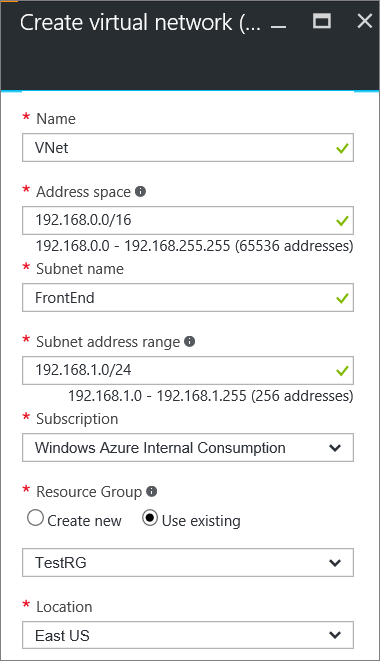 Create virtual network (...
* Name
VNet
* Address space
192.168.0.0/16
192.168.0.0 - 192.168.255.255 (65536 addresses)
* Subnet name
FrontEnd
* Subnet address range
192.168.1.0/24
192.168.1.0 - 192.168.1.255 (256 addresses)
* Subscription
Windows Azure Internal Consumption
* Resource Group
Create new Use existing
TestRG
* Location
East US